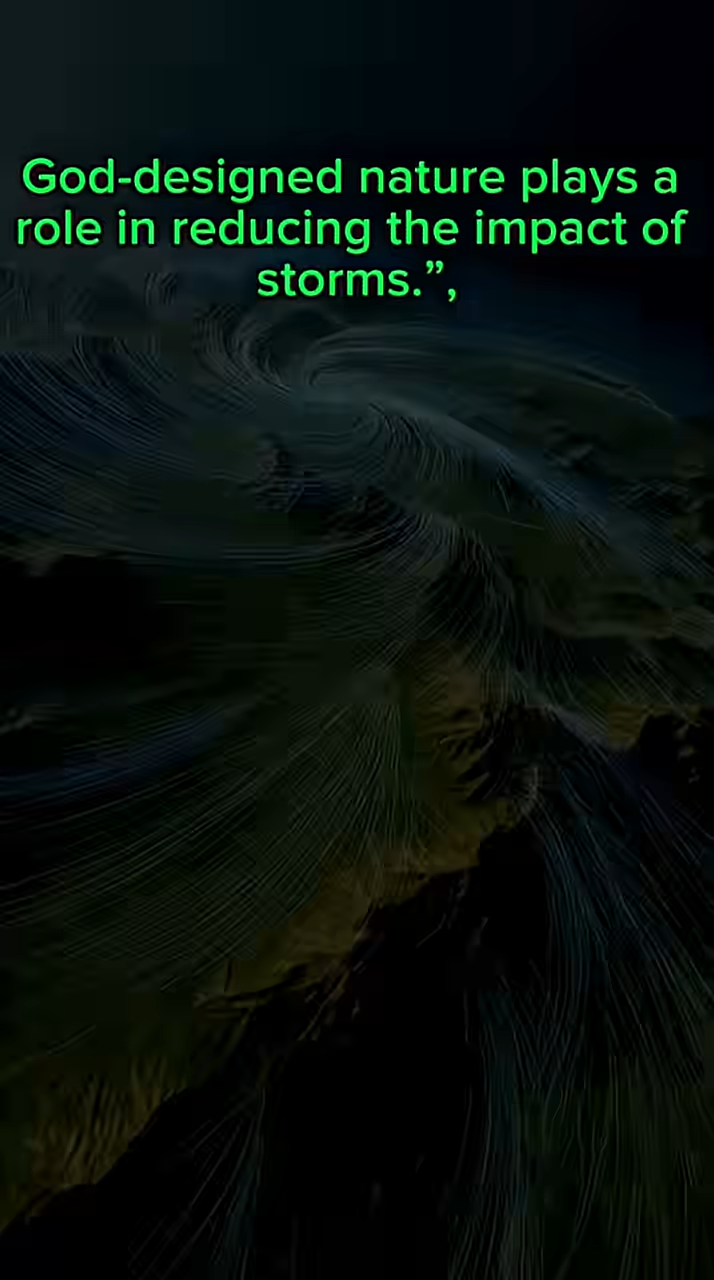 God-designed nature plays a
role in reducing the impact of
storms.”,